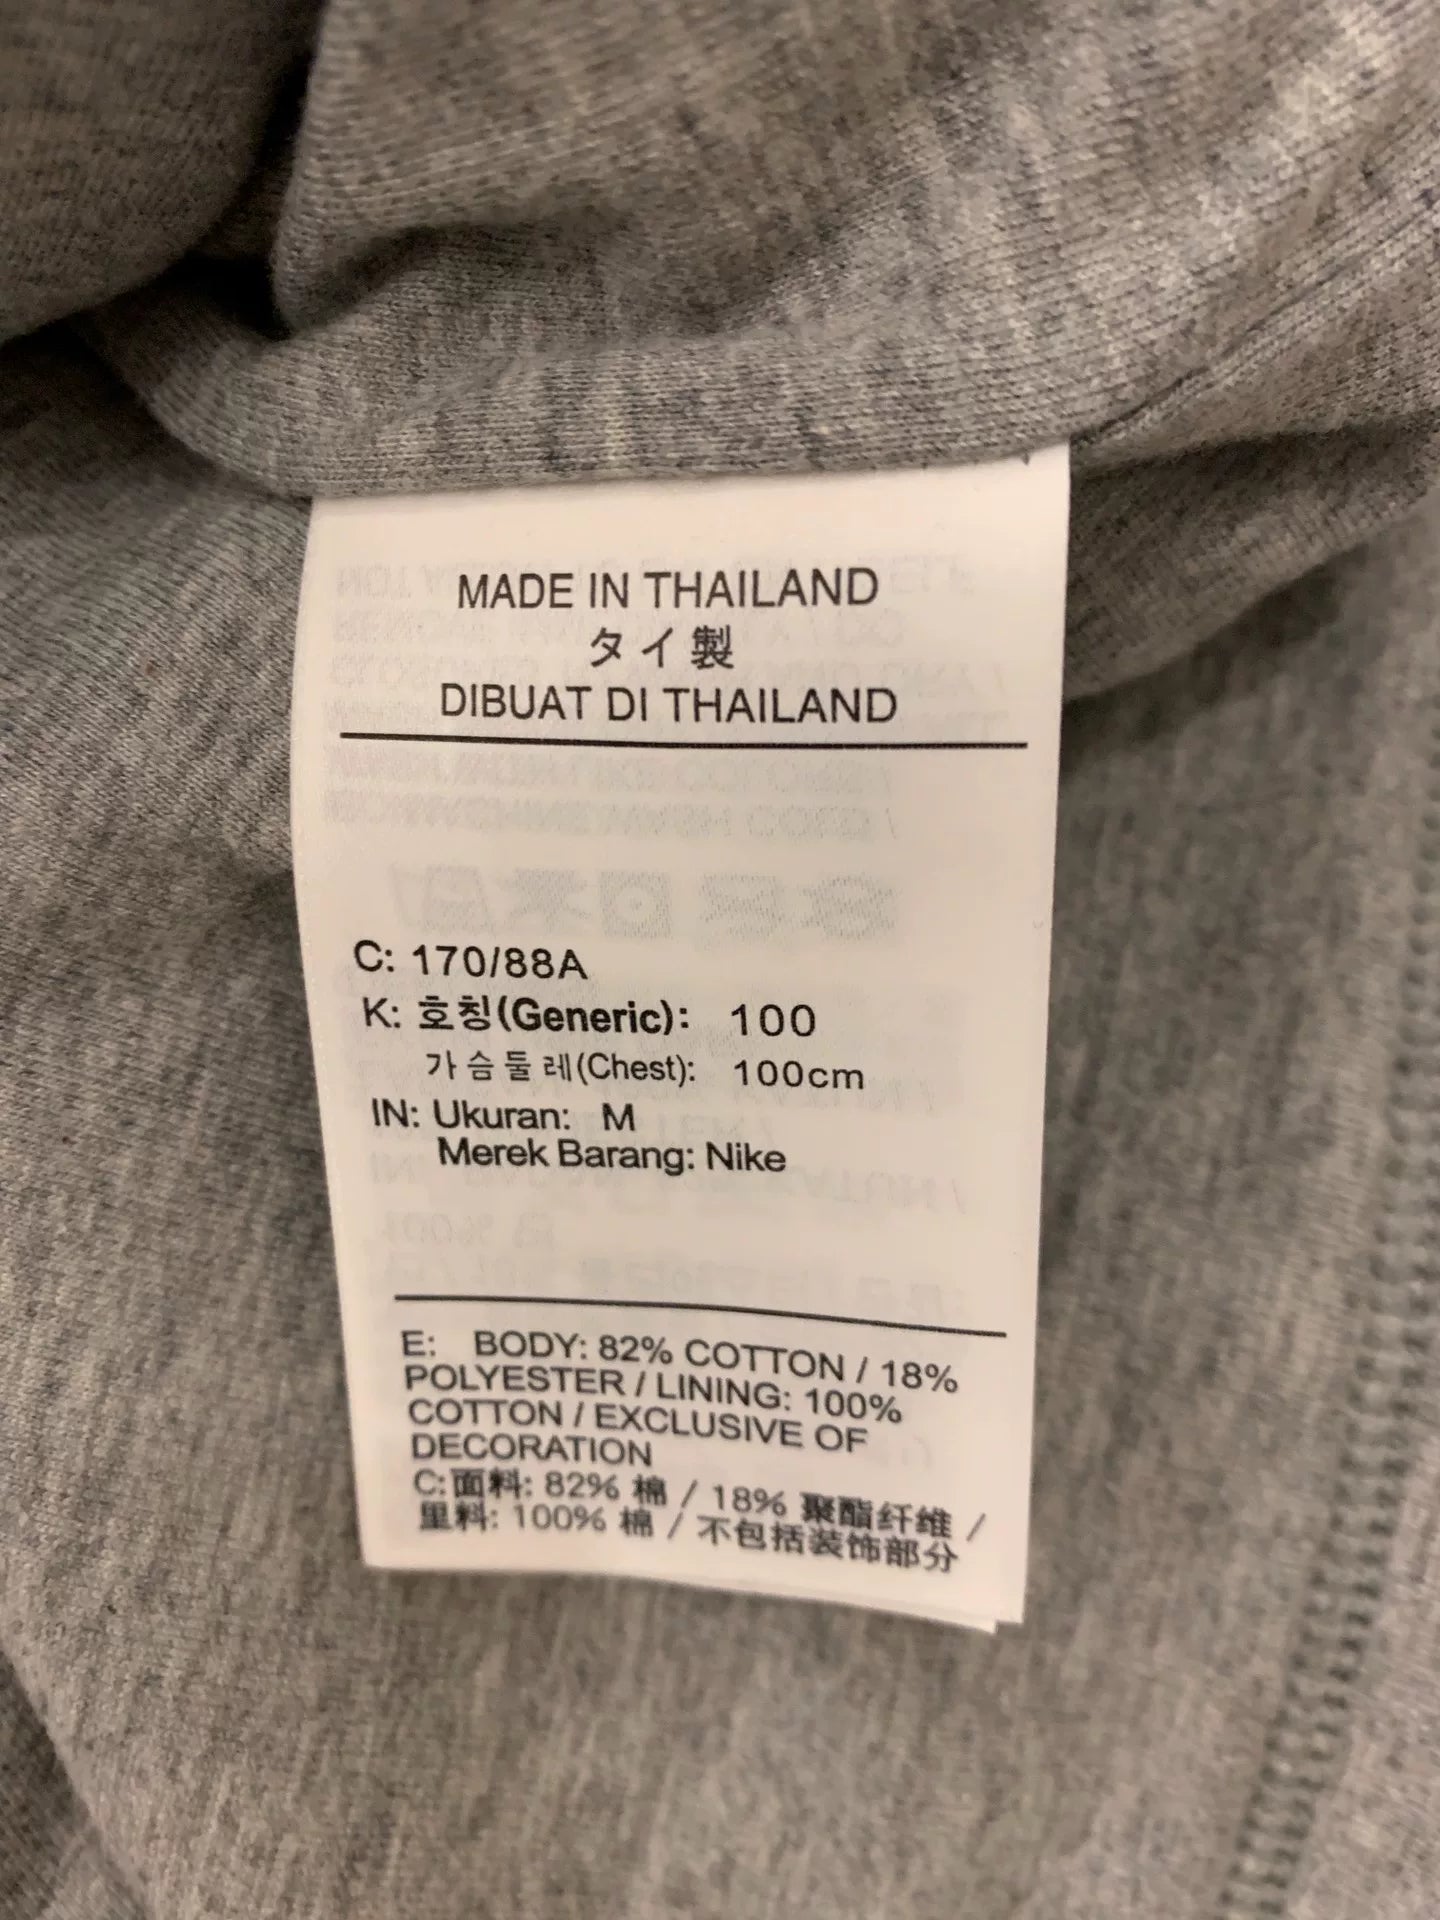 MADE IN THAILAND
タイ製
DIBUAT DI THAILAND
C: 170/88A
K: 호칭(Generic): 100
가슴둘레(Chest): 100cm
IN: Ukuran: M
Merek Barang: Nike
E: BODY: 82% COTTON / 18%
POLYESTER / LINING: 100%
COTTON / EXCLUSIVE OF
DECORATION
C:面料: 82% 棉 / 18% 聚酯纤维 /
里料: 100% 棉 / 不包括装饰部分